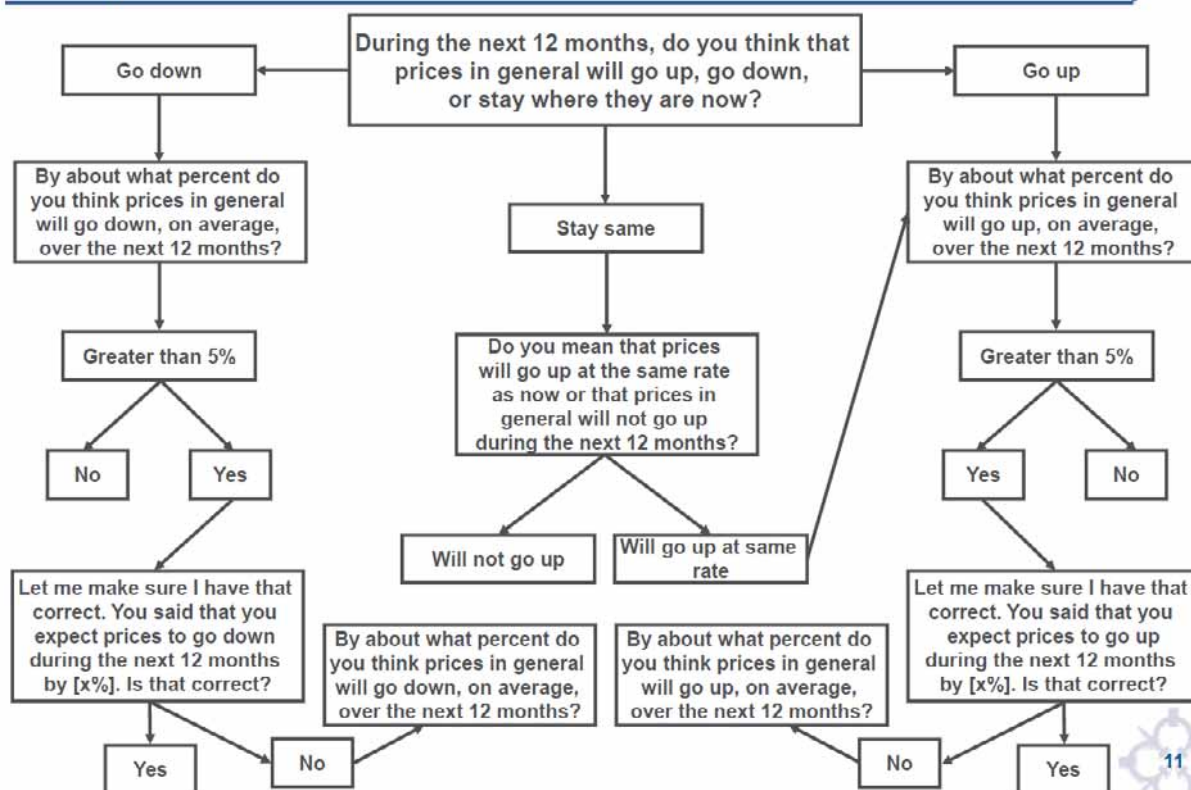 During the next 12 months, do you think that
prices in general will go up, go down,
or stay where they are now?
Go down
Go up
By about what percent do
you think prices in general
will go down, on average,
over the next 12 months?
Stay same
By about what percent do
you think prices in general
will go up, on average,
over the next 12 months?
Greater than 5%
Do you mean that prices
will go up at the same rate
as now or that prices in
general will not go up
during the next 12 months?
Greater than 5%
No
Yes
Yes
No
Will not go up
Will go up at same
rate
Let me make sure I have that
correct. You said that you
expect prices to go down
during the next 12 months
by [x%]. Is that correct?
By about what percent do
you think prices in general
will go down, on average,
over the next 12 months?
By about what percent do
you think prices in general
will go up, on average,
over the next 12 months?
Let me make sure I have that
correct. You said that you
expect prices to go up
during the next 12 months
by [x%]. Is that correct?
Yes
No
No
Yes
11